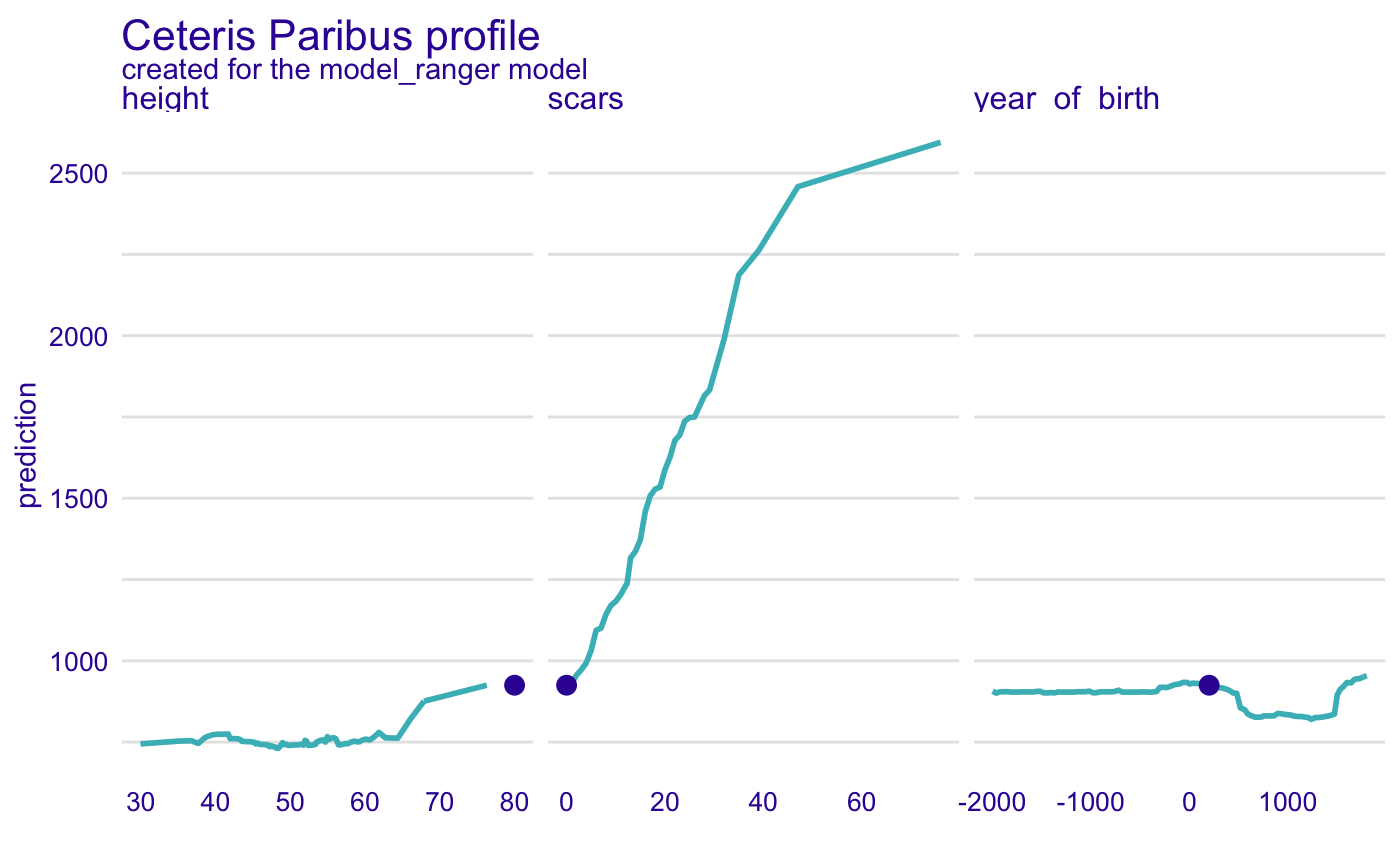 Ceteris Paribus profile
created for the model_ranger model
height scars year of birth
prediction
2500
2000
1500
1000
30 40 50 60 70 80 0 20 40 60 -2000 -1000 0 1000